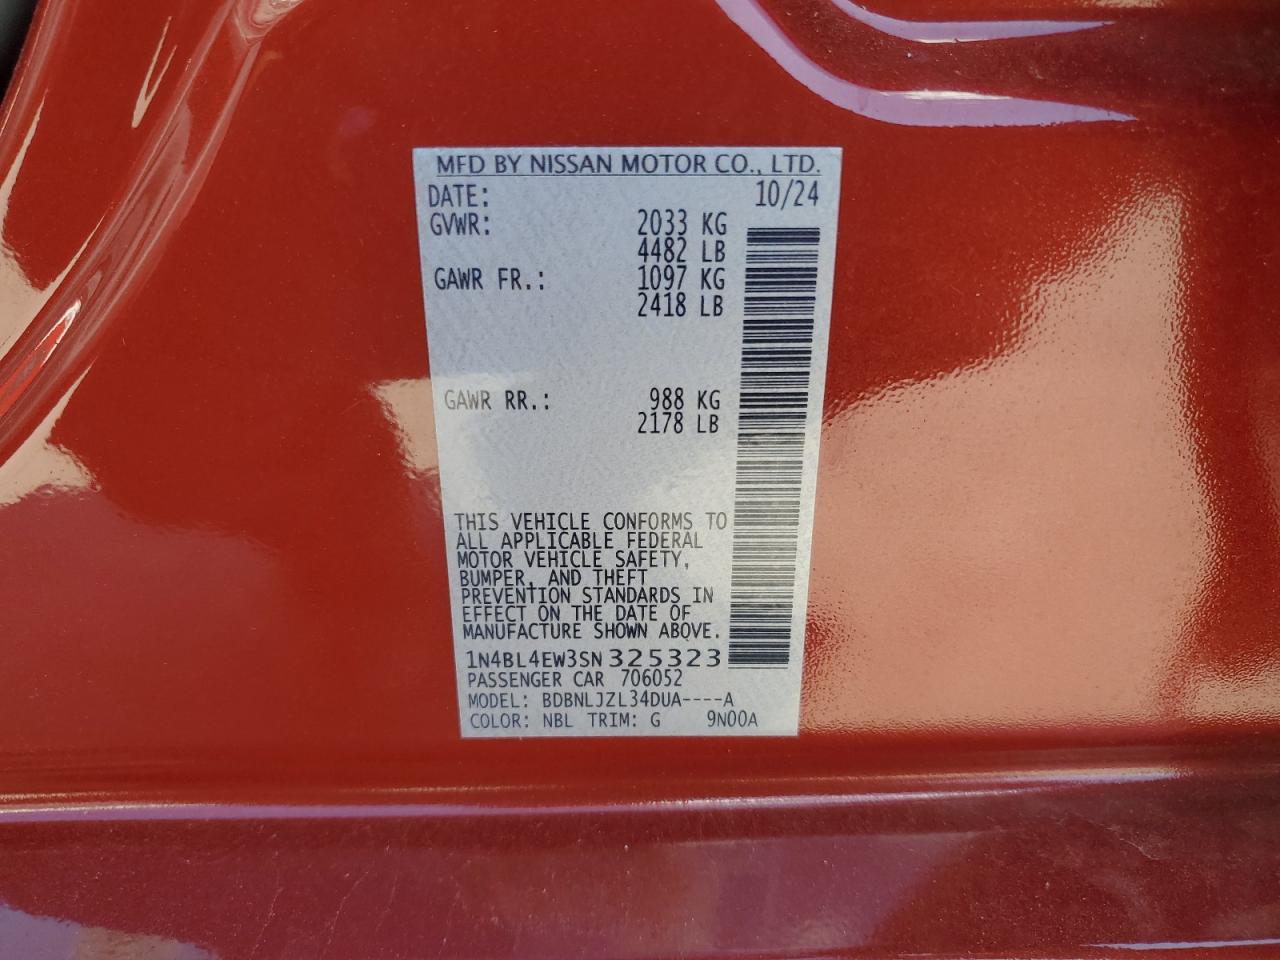 MFD BY NISSAN MOTOR CO., LTD.
DATE: 10/24
GVWR: 2033 KG
4482 LB
GAWR FR.: 1097 KG
2418 LB
GAWR RR.: 988 KG
2178 LB
THIS VEHICLE CONFORMS TO
ALL APPLICABLE FEDERAL
MOTOR VEHICLE SAFETY,
BUMPER, AND THEFT
PREVENTION STANDARDS IN
EFFECT ON THE DATE OF
MANUFACTURE SHOWN ABOVE.
1N4BL4EW3SN325323
PASSENGER CAR 706052
MODEL: BDBNLJZL34DUA----A
COLOR: NBL TRIM: G 9N00A